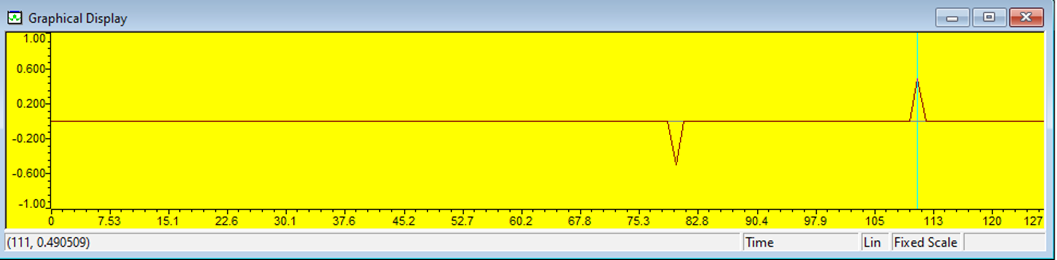 Graphical Display
1.00
0.600
0.200
-0.200
-0.600
-1.00
0 7.53 15.1 22.6 30.1 37.6 45.2 52.7 60.2 67.8 75.3 82.8 90.4 97.9 105 113 120 127
(111, 0.490509) Time Lin Fixed Scale